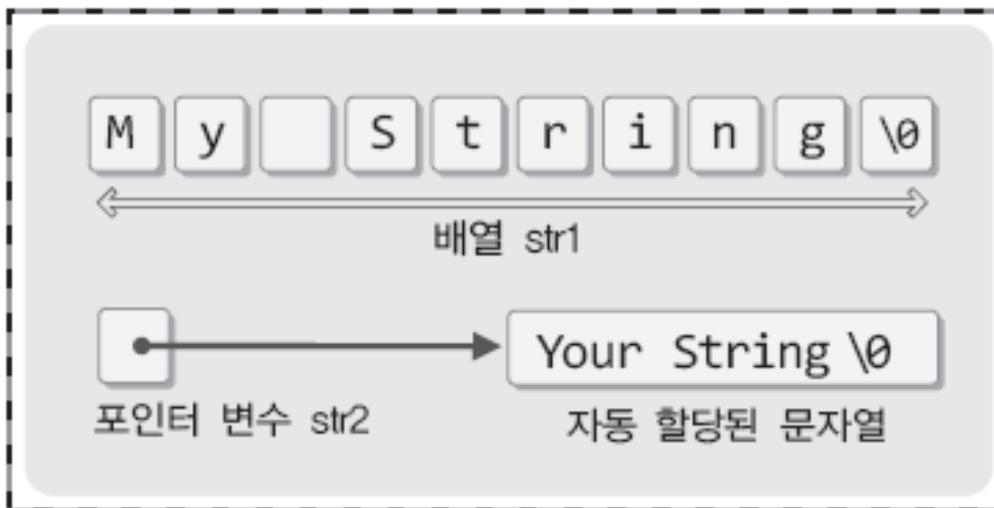 M y S t r i n g \0
배열 str1
Your String \0
포인터 변수 str2
자동 할당된 문자열